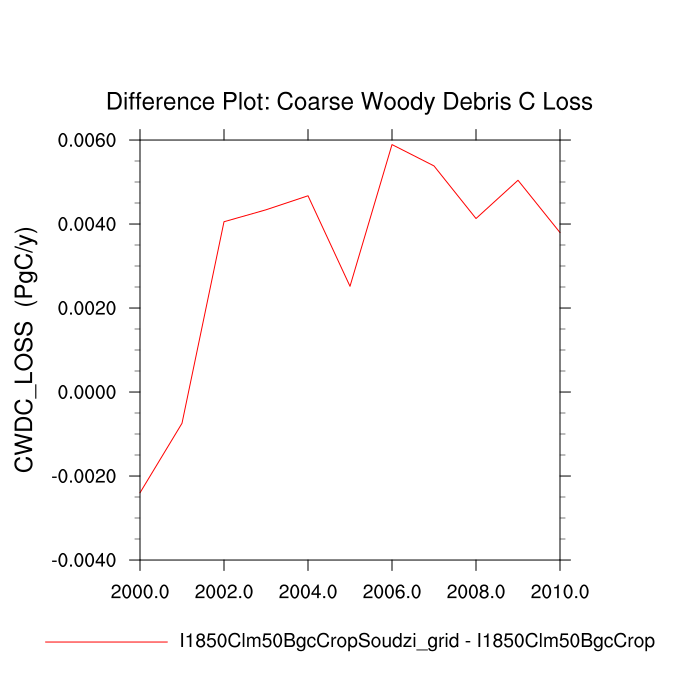 Difference Plot: Coarse Woody Debris C Loss
CWDC_LOSS (PgC/y)
0.0060
0.0040
0.0020
0.0000
-0.0020
-0.0040
2000.0 2002.0 2004.0 2006.0 2008.0 2010.0
I1850Clm50BgcCropSoudzi_grid - I1850Clm50BgcCrop